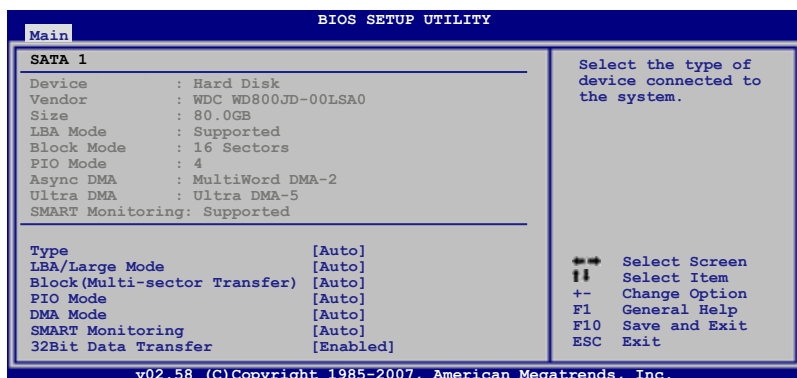 BIOS SETUP UTILITY
Main
SATA 1
Device : Hard Disk
Vendor : WDC WD800JD-00LSA0
Size : 80.0GB
LBA Mode : Supported
Block Mode : 16 Sectors
PIO Mode : 4
Async DMA : MultiWord DMA-2
Ultra DMA : Ultra DMA-5
SMART Monitoring: Supported
Type [Auto]
LBA/Large Mode [Auto]
Block(Multi-sector Transfer) [Auto]
PIO Mode [Auto]
DMA Mode [Auto]
SMART Monitoring [Auto]
32Bit Data Transfer [Enabled]
Select the type of
device connected to
the system.
←→ Select Screen
↑↓ Select Item
+- Change Option
F1 General Help
F10 Save and Exit
ESC Exit
v02.58 (C)Copyright 1985-2007, American Megatrends, Inc.